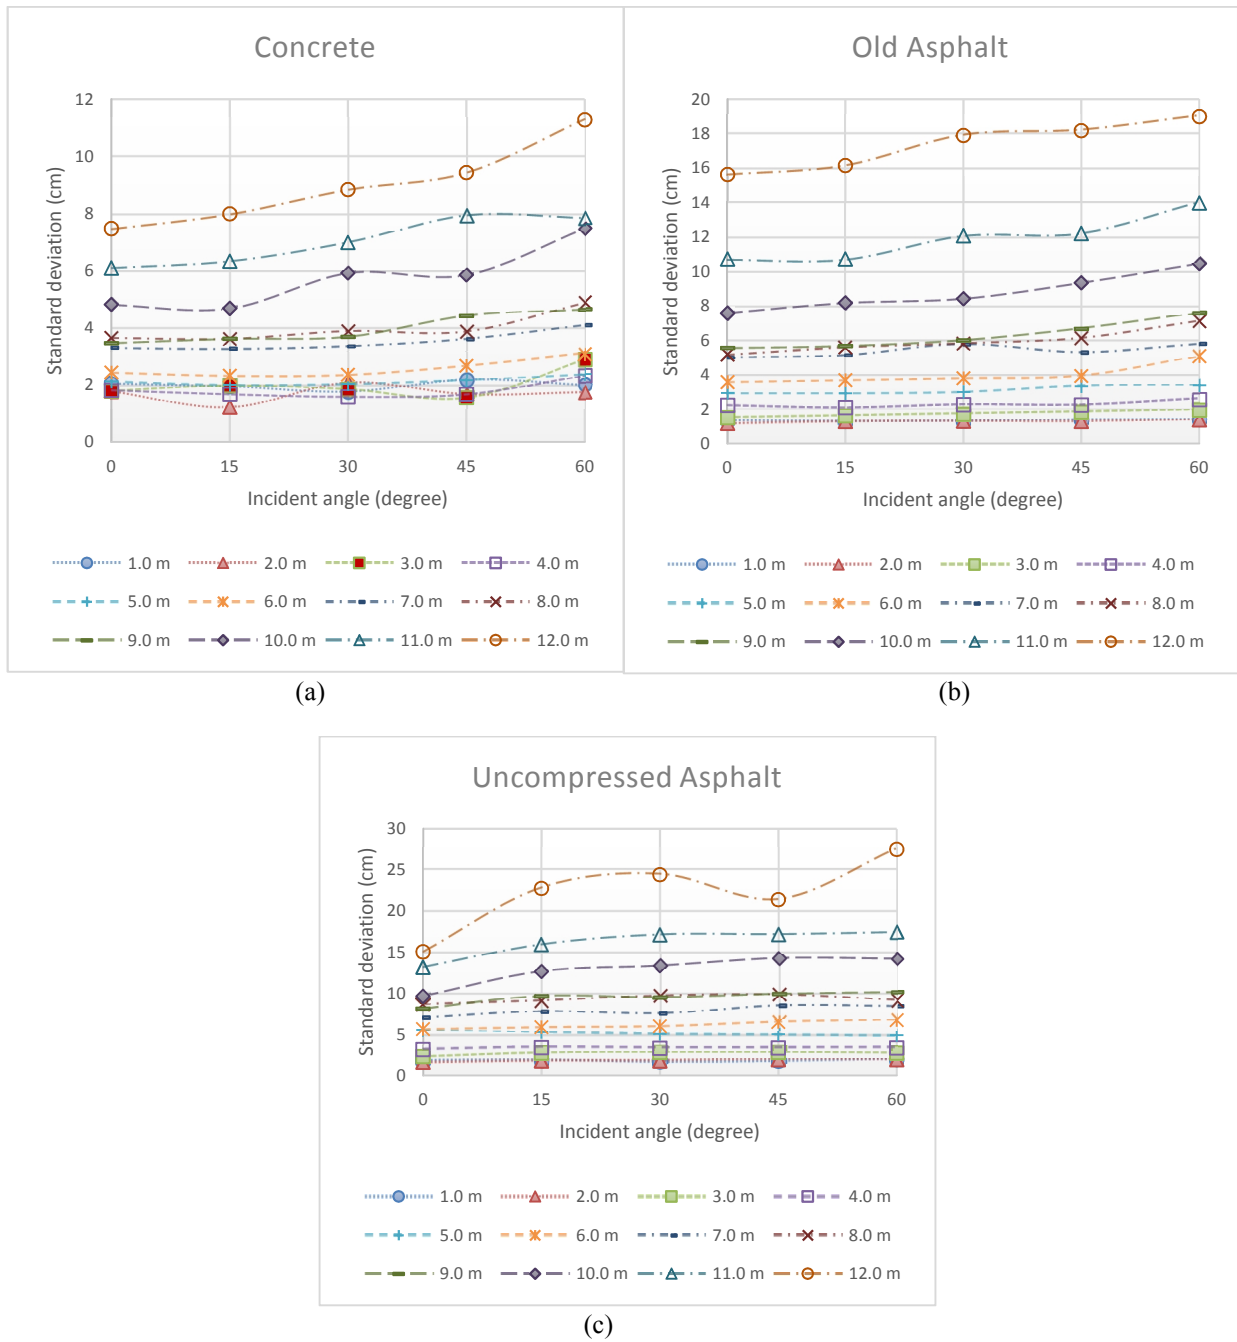 Concrete
Standard deviation (cm)
12
10
8
6
4
2
0
0 15 30 45 60
Incident angle (degree)
1.0 m 2.0 m 3.0 m 4.0 m
5.0 m 6.0 m 7.0 m 8.0 m
9.0 m 10.0 m 11.0 m 12.0 m
(a)
Old Asphalt
Standard deviation (cm)
20
18
16
14
12
10
8
6
4
2
0
0 15 30 45 60
Incident angle (degree)
1.0 m 2.0 m 3.0 m 4.0 m
5.0 m 6.0 m 7.0 m 8.0 m
9.0 m 10.0 m 11.0 m 12.0 m
(b)
Uncompressed Asphalt
Standard deviation (cm)
30
25
20
15
10
5
0
0 15 30 45 60
Incident angle (degree)
1.0 m 2.0 m 3.0 m 4.0 m
5.0 m 6.0 m 7.0 m 8.0 m
9.0 m 10.0 m 11.0 m 12.0 m
(c)